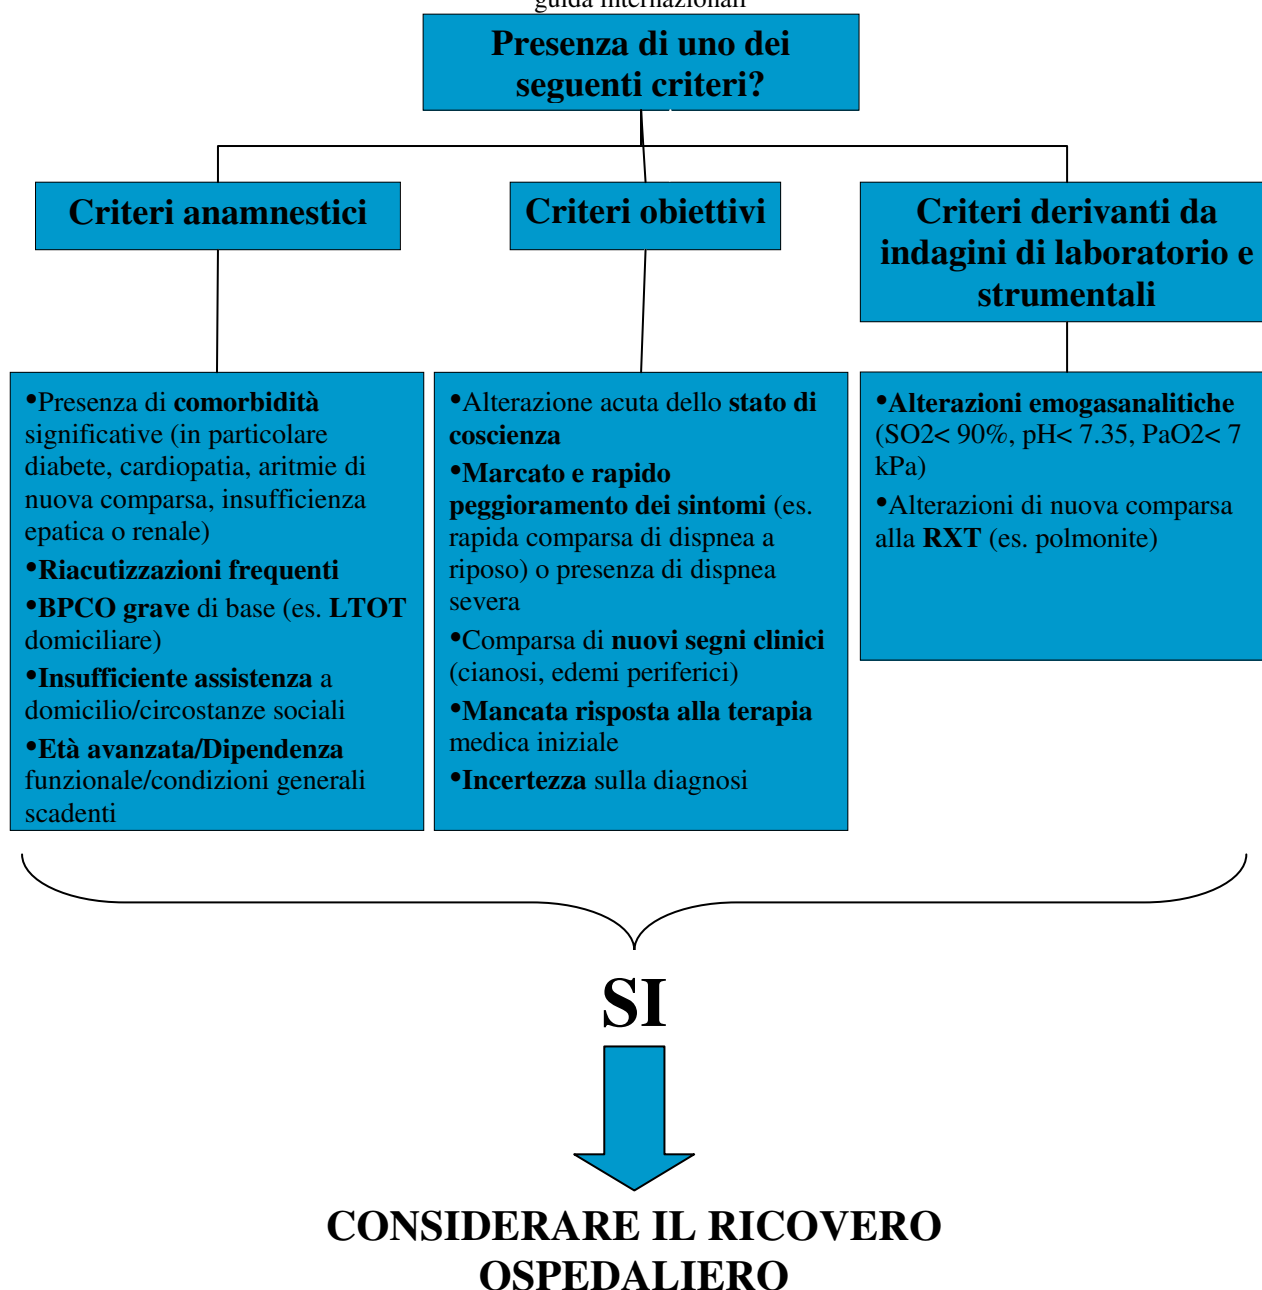 guida internazionali
Presenza di uno dei
seguenti criteri?
Criteri anamnestici
Criteri obiettivi
Criteri derivanti da
indagini di laboratorio e
strumentali
•Presenza di comorbidità
significative (in particolare
diabete, cardiopatia, aritmie di
nuova comparsa, insufficienza
epatica o renale)
•Riacutizzazioni frequenti
•BPCO grave di base (es. LTOT
domiciliare)
•Insufficiente assistenza a
domicilio/circostanze sociali
•Età avanzata/Dipendenza
funzionale/condizioni generali
scadenti
•Alterazione acuta dello stato di
coscienza
•Marcato e rapido
peggioramento dei sintomi (es.
rapida comparsa di dispnea a
riposo) o presenza di dispnea
severa
•Comparsa di nuovi segni clinici
(cianosi, edemi periferici)
•Mancata risposta alla terapia
medica iniziale
•Incertezza sulla diagnosi
•Alterazioni emogasanalitiche
(SO2< 90%, pH< 7.35, PaO2< 7
kPa)
•Alterazioni di nuova comparsa
alla RXT (es. polmonite)
SI
CONSIDERARE IL RICOVERO
OSPEDALIERO